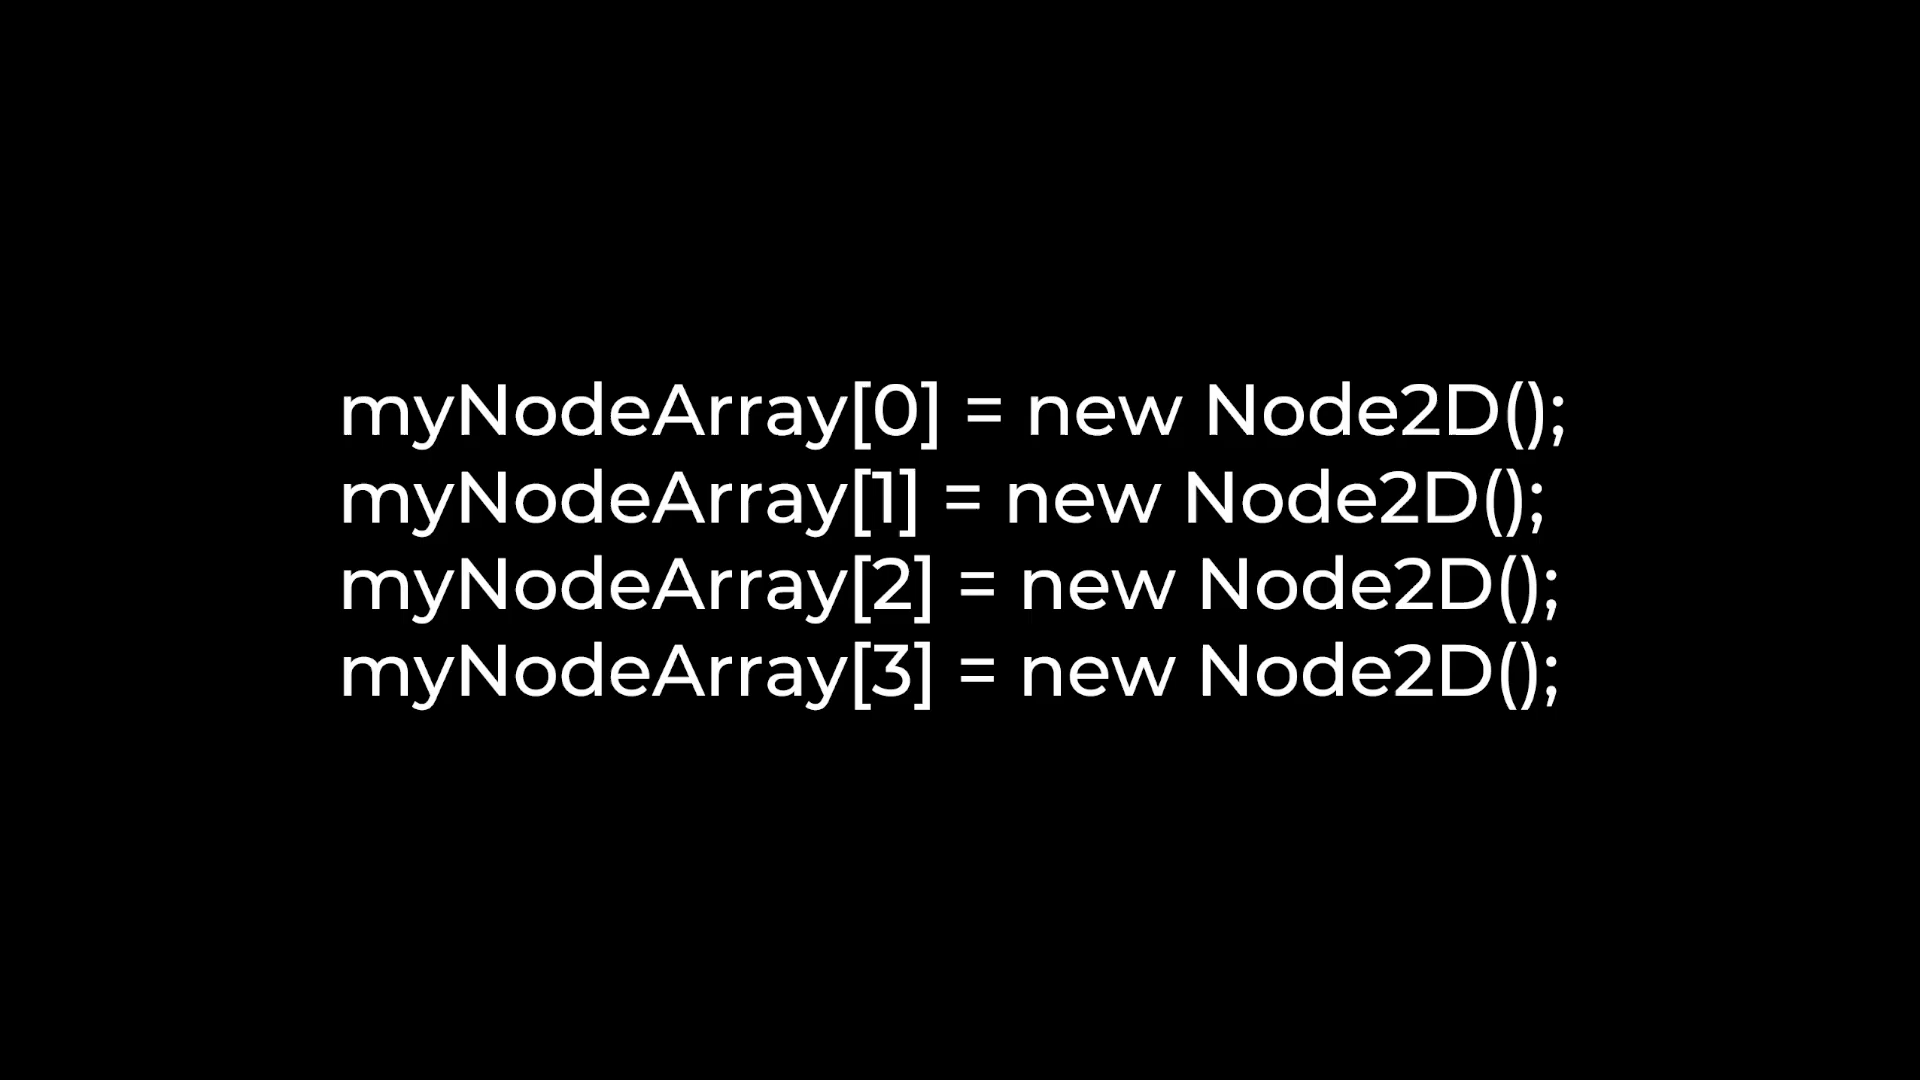 myNodeArray[0] = new Node2D();
myNodeArray[1] = new Node2D();
myNodeArray[2] = new Node2D();
myNodeArray[3] = new Node2D();